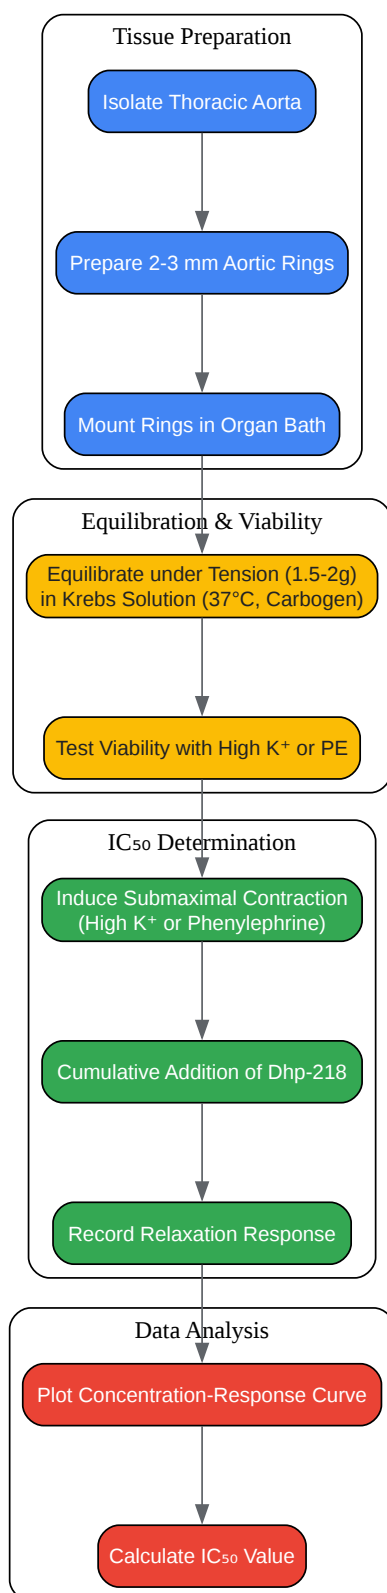 Tissue Preparation
Isolate Thoracic Aorta
Prepare 2-3 mm Aortic Rings
Mount Rings in Organ Bath
Equilibration & Viability
Equilibrate under Tension (1.5-2g)
in Krebs Solution (37°C, Carbogen)
Test Viability with High K⁺ or PE
IC₅₀ Determination
Induce Submaximal Contraction
(High K⁺ or Phenylephrine)
Cumulative Addition of Dhp-218
Record Relaxation Response
Data Analysis
Plot Concentration-Response Curve
Calculate IC₅₀ Value